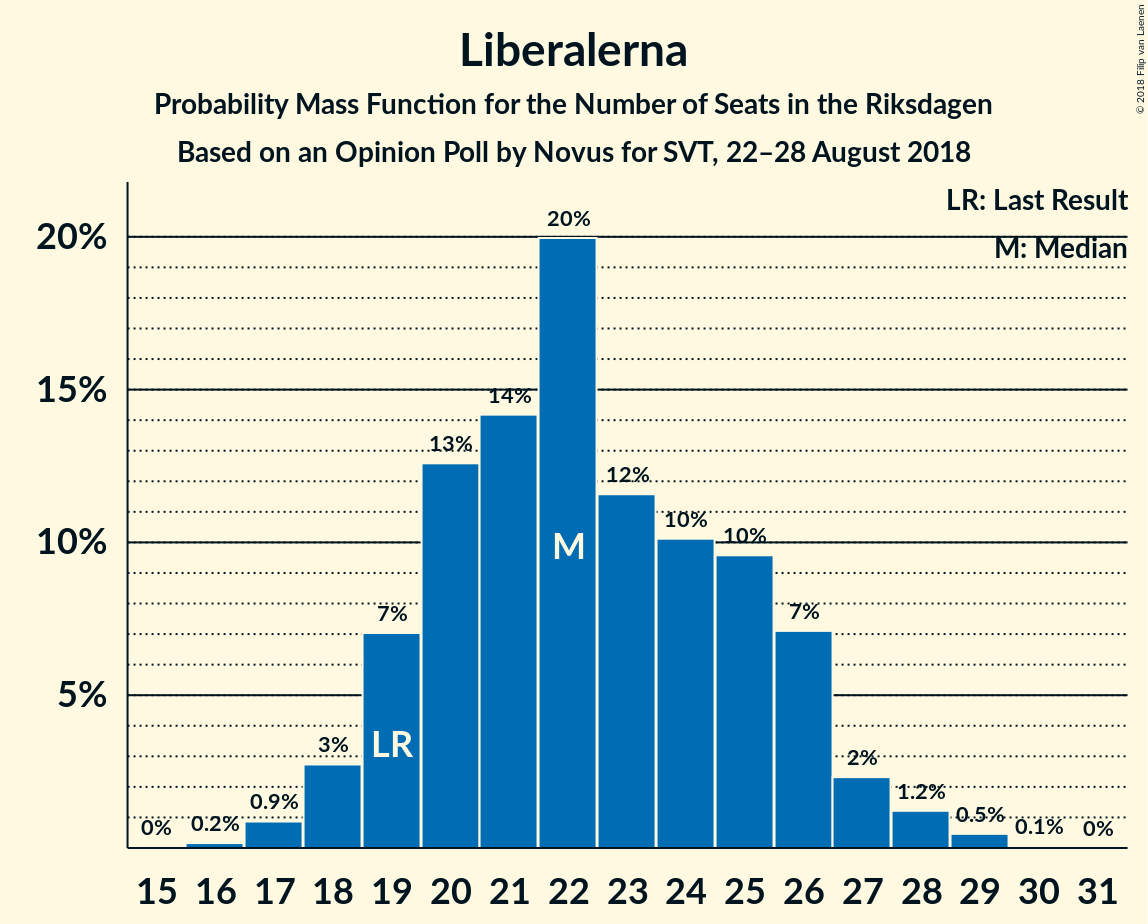 Liberalerna
Probability Mass Function for the Number of Seats in the Riksdagen
Based on an Opinion Poll by Novus for SVT, 22–28 August 2018
© 2018 Filip van Laenen
LR: Last Result
M: Median
20%
15%
10%
5%
0% 0.2% 0.9% 3% 7% 13% 14% 20% 12% 10% 10% 7% 2% 1.2% 0.5% 0.1% 0%
LR
M
15 16 17 18 19 20 21 22 23 24 25 26 27 28 29 30 31